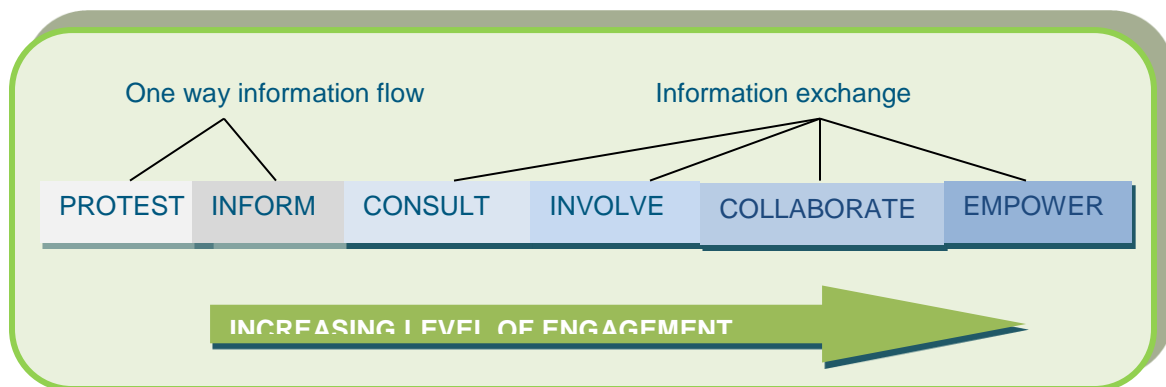 One way information flow Information exchange
PROTEST INFORM CONSULT INVOLVE COLLABORATE EMPOWER
INCREASING LEVEL OF ENGAGEMENT